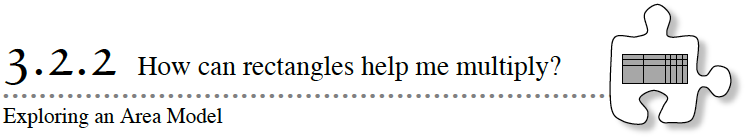 3.2.2 How can rectangles help me multiply?
Exploring an Area Model